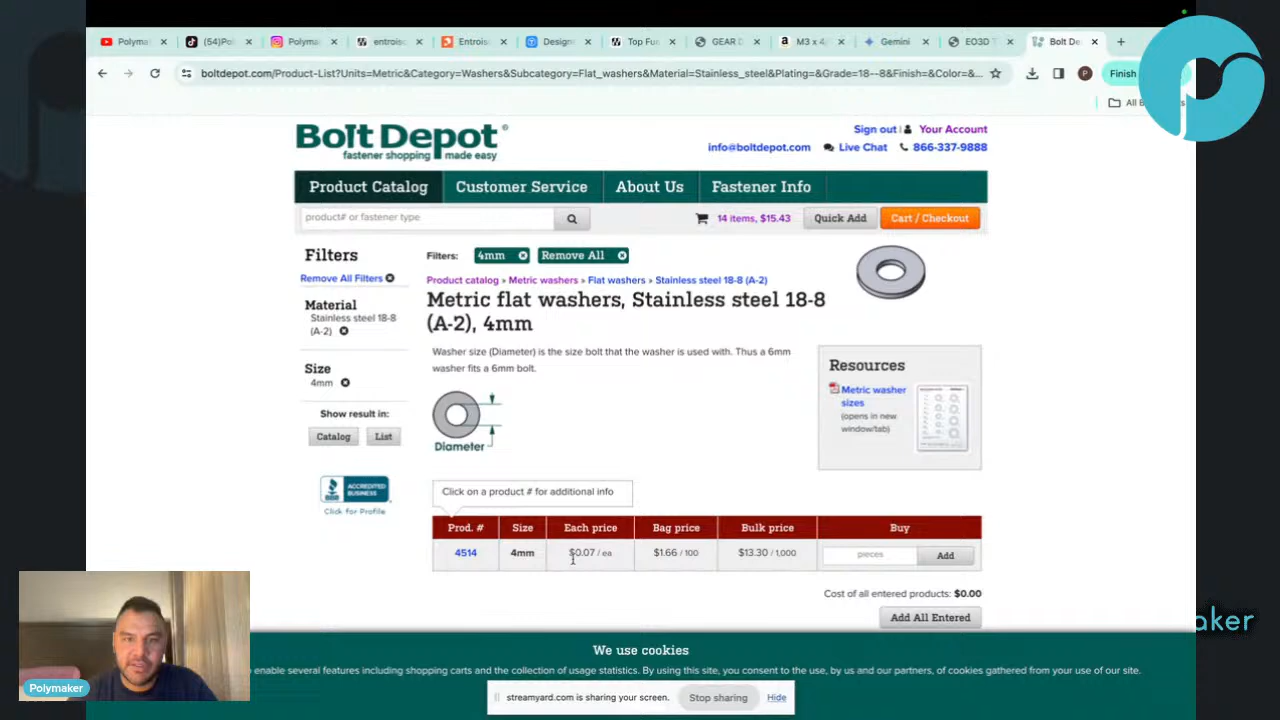 Polymak
(54)Pol
Polyma
entrois
Entrois
Design
Top Fun
GEAR D
M3 x 4
Gemini
EO3D T
Bolt De
boltdepot.com/Product-List?Units=Metric&Category=Washers&Subcategory=Flat_washers&Material=Stainless_steel&Plating=&Grade=18--8&Finish=&Color=&...
P
Finish
All B
Bolt Depot®
fastener shopping made easy
Sign out | Your Account
info@boltdepot.com Live Chat 866-337-9888
Product Catalog Customer Service About Us Fastener Info
product# or fastener type
14 items, $15.43 Quick Add Cart / Checkout
Filters
Remove All Filters
Material
Stainless steel 18-8
(A-2)
Size
4mm
Show result in:
Catalog List
ACCREDITED
BUSINESS
BBB
Click for Profile
Filters: 4mm Remove All
Product catalog » Metric washers » Flat washers » Stainless steel 18-8 (A-2)
Metric flat washers, Stainless steel 18-8
(A-2), 4mm
Washer size (Diameter) is the size bolt that the washer is used with. Thus a 6mm
washer fits a 6mm bolt.
Diameter
Resources
Metric washer
sizes
(opens in new
window/tab)
Click on a product # for additional info
Prod. # Size Each price Bag price Bulk price Buy
4514 4mm $0.07 / ea $1.66 / 100 $13.30 / 1,000 pieces Add
Cost of all entered products: $0.00
Add All Entered
We use cookies
enable several features including shopping carts and the collection of usage statistics. By using this site, you consent to the use, by us and our partners, of cookies gathered from your use of our site.
streamyard.com is sharing your screen. Stop sharing Hide
Polymaker
aker